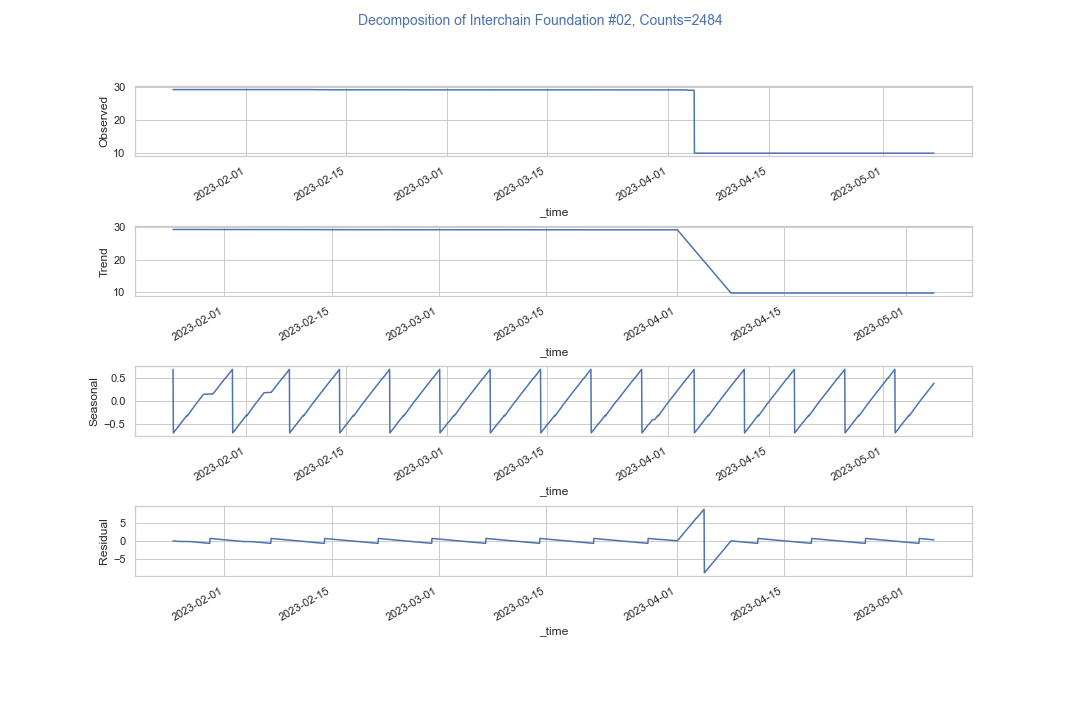 Decomposition of Interchain Foundation #02, Counts=2484
Observed
30
20
10
2023-02-01 2023-02-15 2023-03-01 2023-03-15 2023-04-01 2023-04-15 2023-05-01
_time
Trend
30
20
10
2023-02-01 2023-02-15 2023-03-01 2023-03-15 2023-04-01 2023-04-15 2023-05-01
_time
Seasonal
0.5
0.0
−0.5
2023-02-01 2023-02-15 2023-03-01 2023-03-15 2023-04-01 2023-04-15 2023-05-01
_time
Residual
5
0
−5
2023-02-01 2023-02-15 2023-03-01 2023-03-15 2023-04-01 2023-04-15 2023-05-01
_time